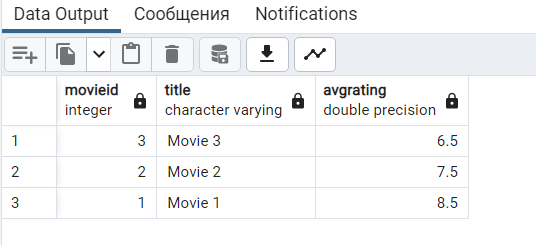 Data Output Сообщения Notifications
movieid title avgrating
integer character varying double precision
1 3 Movie 3 6.5
2 2 Movie 2 7.5
3 1 Movie 1 8.5